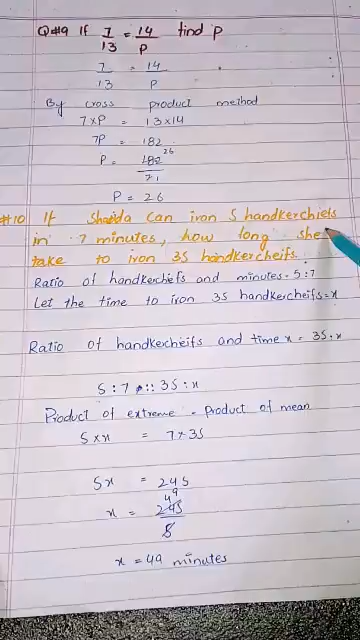 Q#9 If 7/13 = 14/P find P
7/13 = 14/P
By cross product method
7×P = 13×14
7P = 182
P = 182/7 26
P = 26
#10 If Shaida can iron 5 handkerchiefs
in 7 minutes, how long she
take to iron 35 handkercheifs.
Ratio of handkerchiefs and minutes = 5:7
Let the time to iron 35 handkercheifs = x
Ratio of handkercheifs and time x = 35:x
5 : 7 :: 35 : x
Product of extreme = product of mean
5×x = 7×35
5x = 245
x = 245/5 49
x = 49 minutes